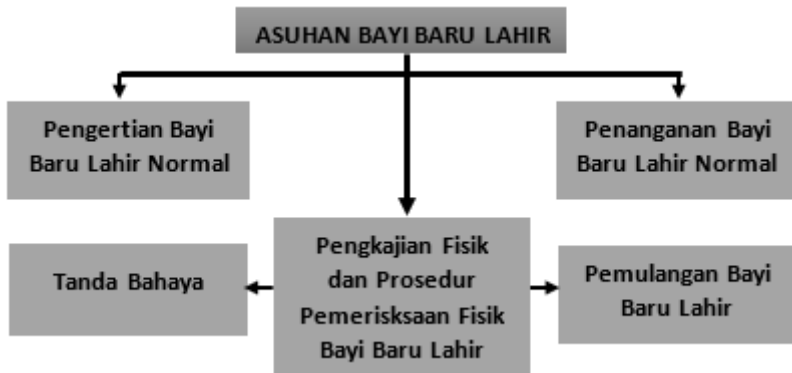 ASUHAN BAYI BARU LAHIR
Pengertian Bayi
Baru Lahir Normal
Penanganan Bayi
Baru Lahir Normal
Tanda Bahaya
Pengkajian Fisik
dan Prosedur
Pemerisksaan Fisik
Bayi Baru Lahir
Pemulangan Bayi
Baru Lahir